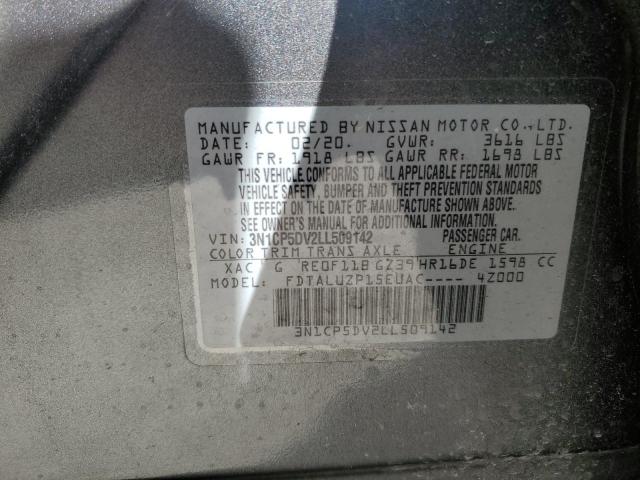 MANUFACTURED BY NISSAN MOTOR CO., LTD.
DATE: 02/20. GVWR: 3616 LBS
GAWR FR: 1918 LBS GAWR RR: 1698 LBS
THIS VEHICLE CONFORMS TO ALL APPLICABLE FEDERAL MOTOR
VEHICLE SAFETY, BUMPER AND THEFT PREVENTION STANDARDS
IN EFFECT ON THE DATE OF MANUFACTURE SHOWN ABOVE.
SEE OWNER'S MANUAL FOR ADDITIONAL INFORMATION.
VIN: 3N1CP5DV2LL509142 PASSENGER CAR
COLOR TRIM TRANS AXLE ENGINE
XAC G RE0F11B GZ39 HR16DE 1598 CC
MODEL: FDTALUZP15EUAC---- 4Z000
3N1CP5DV2LL509142